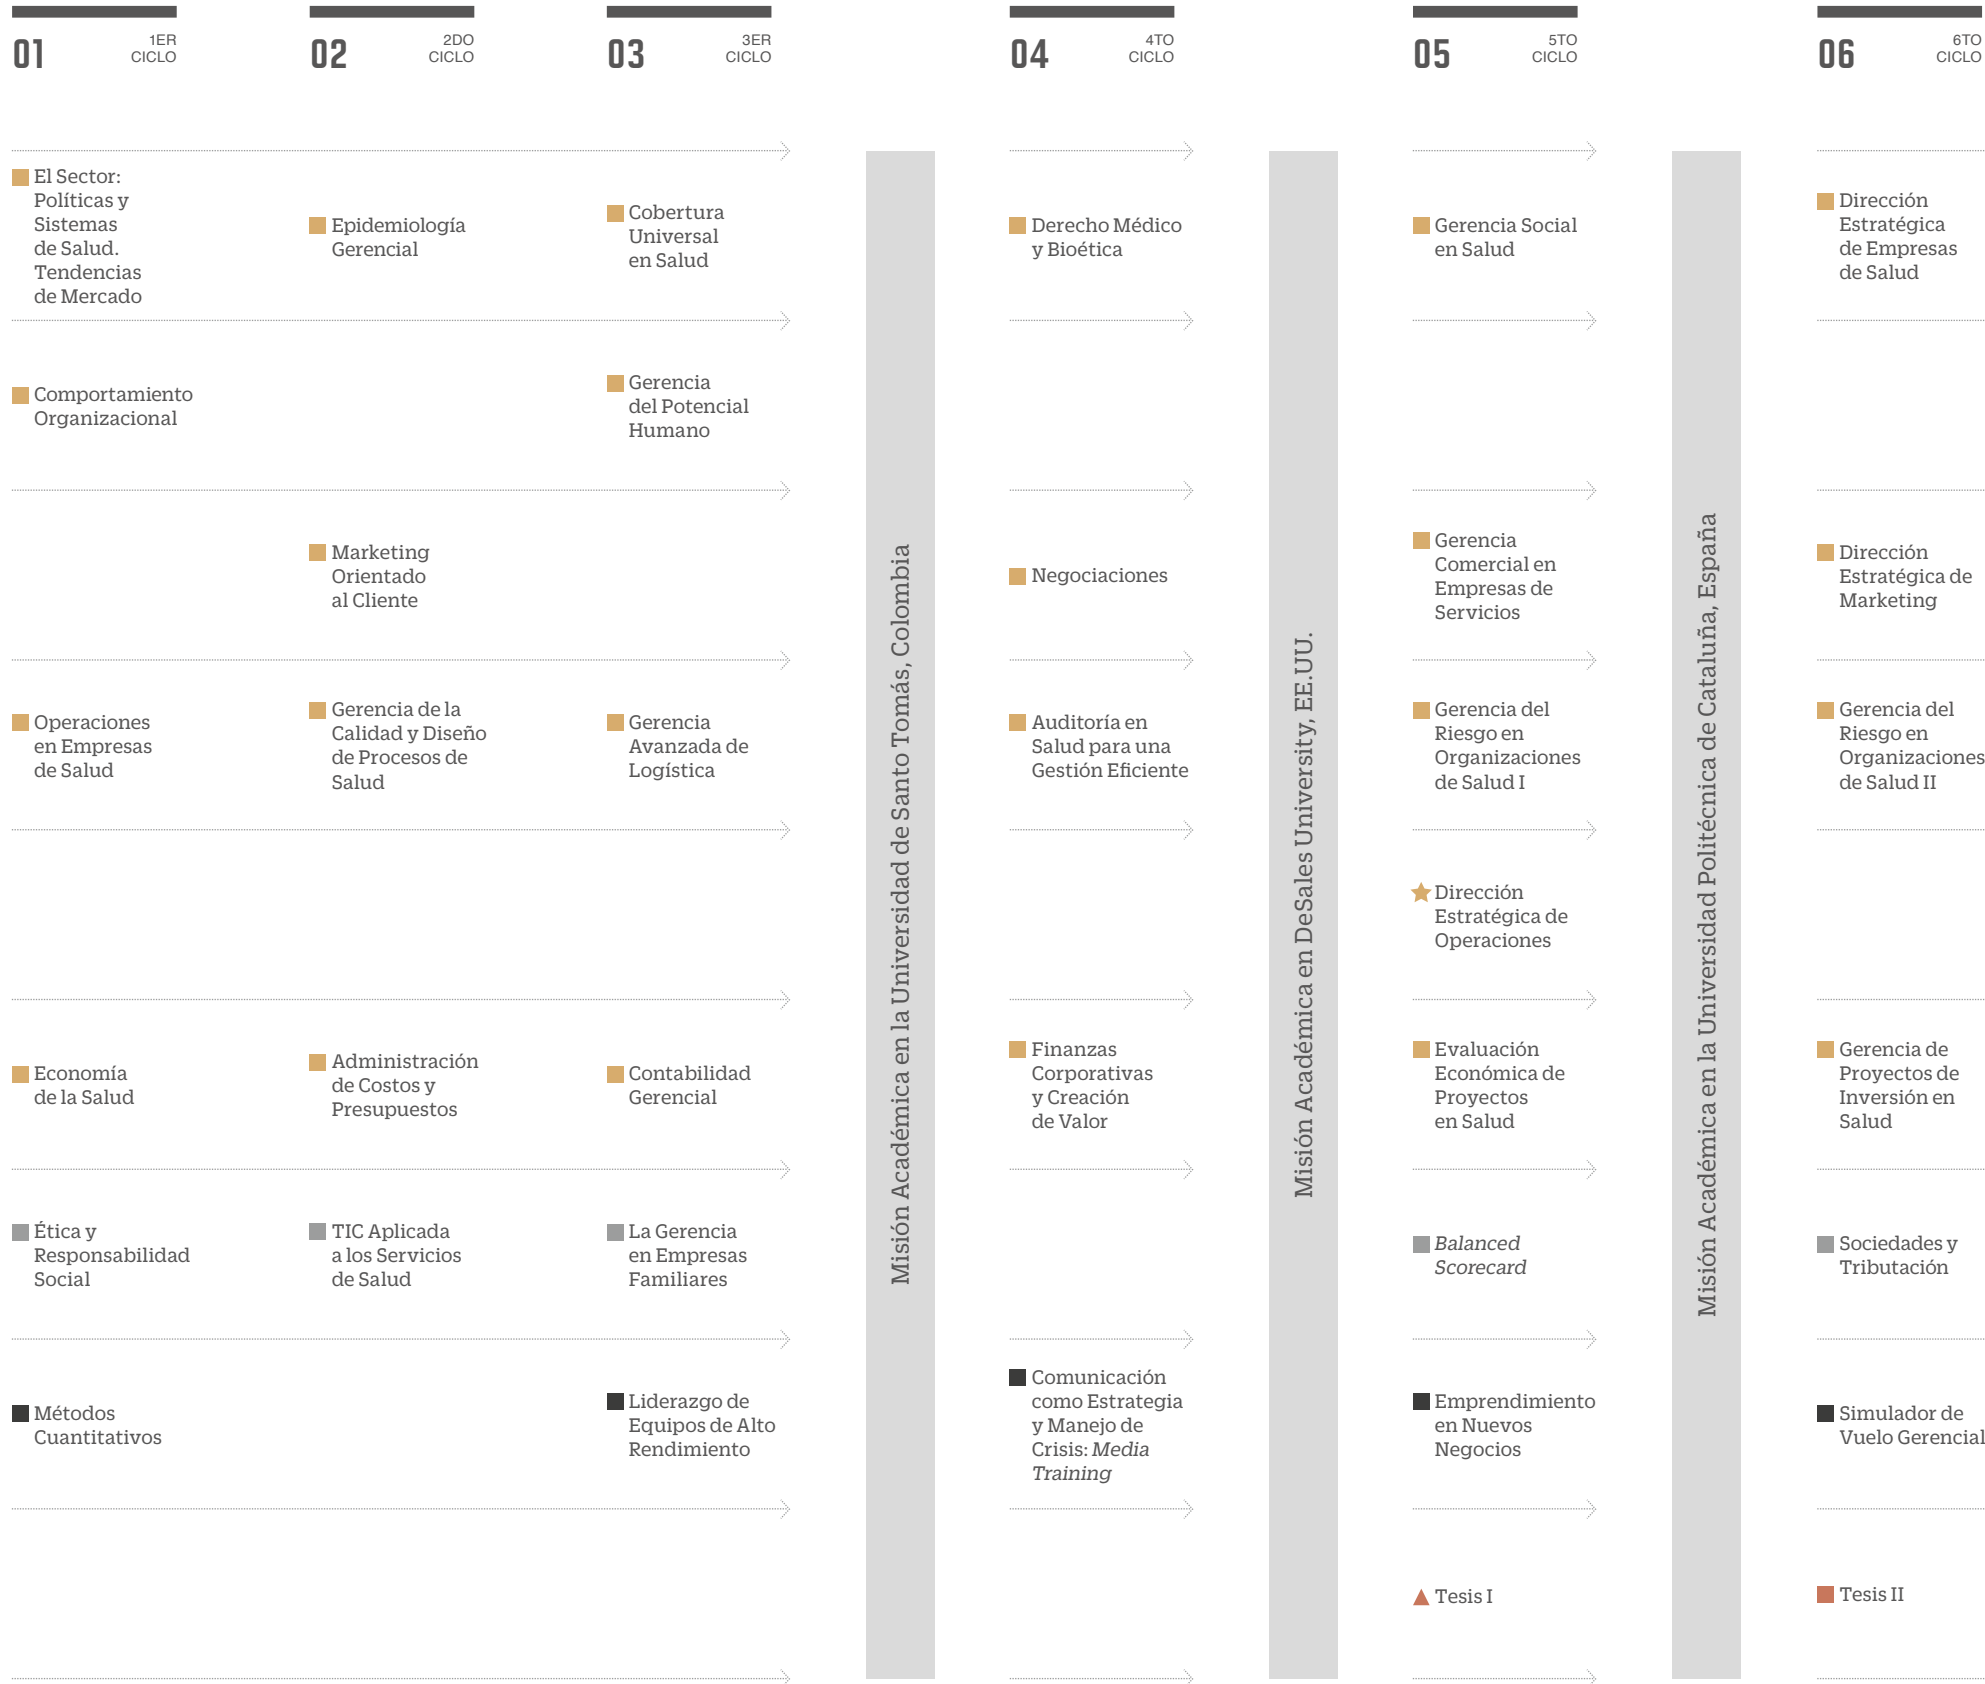 01
1ER
CICLO
02
2DO
CICLO
03
3ER
CICLO
04
4TO
CICLO
05
5TO
CICLO
06
6TO
CICLO
El Sector:
Políticas y
Sistemas
de Salud.
Tendencias
de Mercado
Epidemiología
Gerencial
Cobertura
Universal
en Salud
Derecho Médico
y Bioética
Gerencia Social
en Salud
Dirección
Estratégica
de Empresas
de Salud
Comportamiento
Organizacional
Gerencia
del Potencial
Humano
Marketing
Orientado
al Cliente
Negociaciones
Gerencia
Comercial en
Empresas de
Servicios
Dirección
Estratégica de
Marketing
Operaciones
en Empresas
de Salud
Gerencia de la
Calidad y Diseño
de Procesos de
Salud
Gerencia
Avanzada de
Logística
Auditoría en
Salud para una
Gestión Eficiente
Gerencia del
Riesgo en
Organizaciones
de Salud I
Gerencia del
Riesgo en
Organizaciones
de Salud II
Dirección
Estratégica de
Operaciones
Economía
de la Salud
Administración
de Costos y
Presupuestos
Contabilidad
Gerencial
Finanzas
Corporativas
y Creación
de Valor
Evaluación
Económica de
Proyectos
en Salud
Gerencia de
Proyectos de
Inversión en
Salud
Ética y
Responsabilidad
Social
TIC Aplicada
a los Servicios
de Salud
La Gerencia
en Empresas
Familiares
Balanced
Scorecard
Sociedades y
Tributación
Métodos
Cuantitativos
Liderazgo de
Equipos de Alto
Rendimiento
Comunicación
como Estrategia
y Manejo de
Crisis: Media
Training
Emprendimiento
en Nuevos
Negocios
Simulador de
Vuelo Gerencial
Tesis I
Tesis II
Misión Académica en la Universidad de Santo Tomás, Colombia
Misión Académica en DeSales University, EE.UU.
Misión Académica en la Universidad Politécnica de Cataluña, España